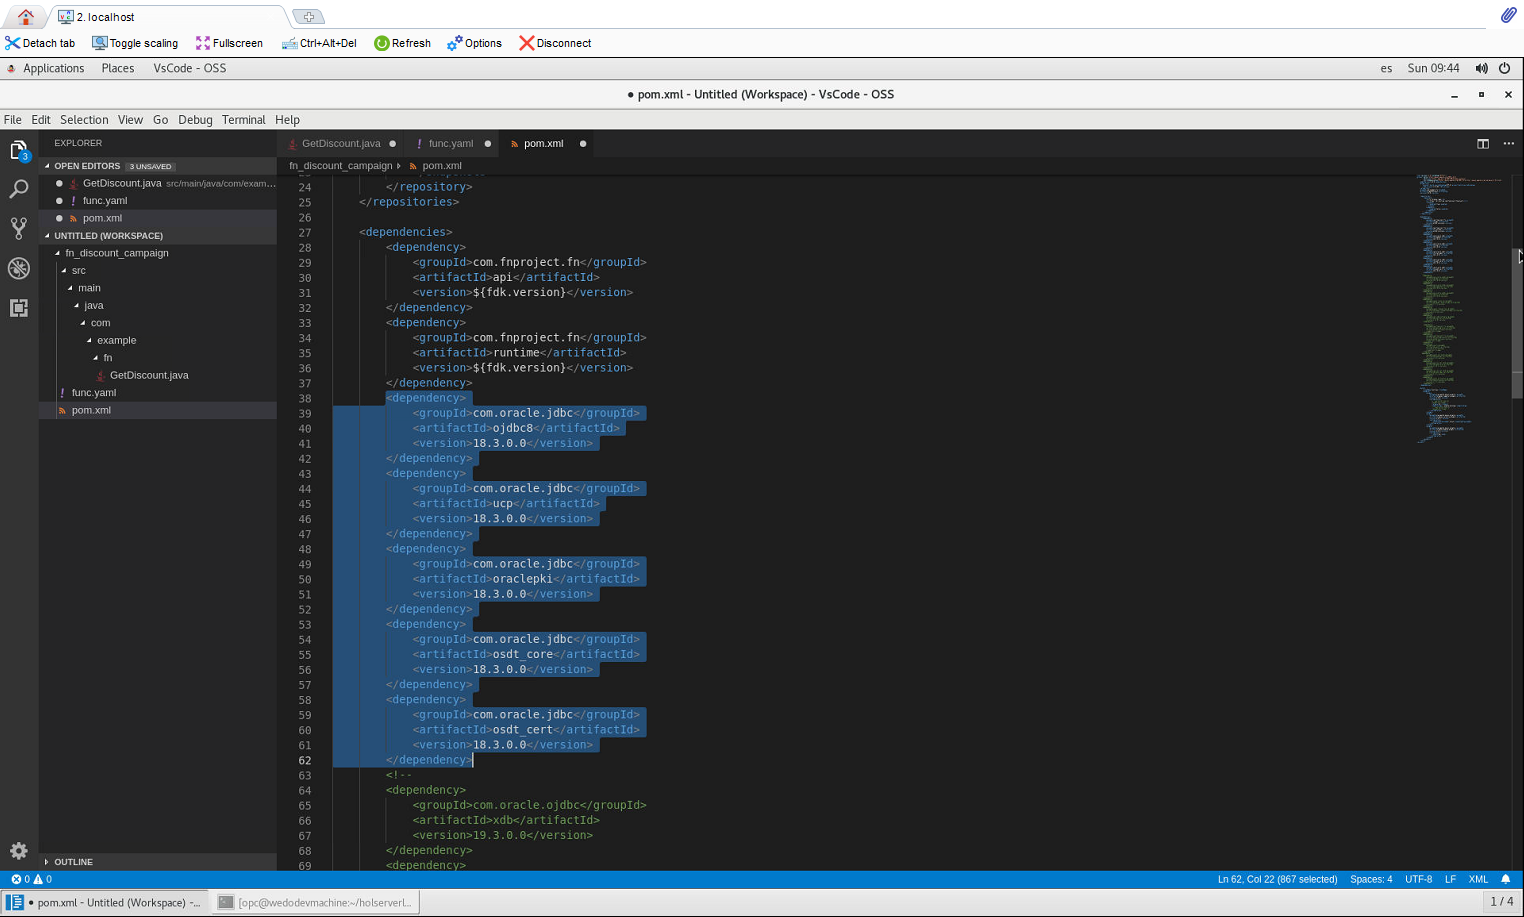 2. localhost
Detach tab Toggle scaling Fullscreen Ctrl+Alt+Del Refresh Options Disconnect
Applications Places VsCode - OSS es Sun 09:44
● pom.xml - Untitled (Workspace) - VsCode - OSS
File Edit Selection View Go Debug Terminal Help
EXPLORER
OPEN EDITORS 3 UNSAVED
GetDiscount.java src/main/java/com/exam...
! func.yaml
pom.xml
UNTITLED (WORKSPACE)
fn_discount_campaign
src
main
java
com
example
fn
GetDiscount.java
! func.yaml
pom.xml
OUTLINE
3
GetDiscount.java ● ! func.yaml ● pom.xml ●
fn_discount_campaign › pom.xml
24 </repository>
25 </repositories>
26
27 <dependencies>
28 <dependency>
29 <groupId>com.fnproject.fn</groupId>
30 <artifactId>api</artifactId>
31 <version>${fdk.version}</version>
32 </dependency>
33 <dependency>
34 <groupId>com.fnproject.fn</groupId>
35 <artifactId>runtime</artifactId>
36 <version>${fdk.version}</version>
37 </dependency>
38 <dependency>
39 <groupId>com.oracle.jdbc</groupId>
40 <artifactId>ojdbc8</artifactId>
41 <version>18.3.0.0</version>
42 </dependency>
43 <dependency>
44 <groupId>com.oracle.jdbc</groupId>
45 <artifactId>ucp</artifactId>
46 <version>18.3.0.0</version>
47 </dependency>
48 <dependency>
49 <groupId>com.oracle.jdbc</groupId>
50 <artifactId>oraclepki</artifactId>
51 <version>18.3.0.0</version>
52 </dependency>
53 <dependency>
54 <groupId>com.oracle.jdbc</groupId>
55 <artifactId>osdt_core</artifactId>
56 <version>18.3.0.0</version>
57 </dependency>
58 <dependency>
59 <groupId>com.oracle.jdbc</groupId>
60 <artifactId>osdt_cert</artifactId>
61 <version>18.3.0.0</version>
62 </dependency>
63 <!--
64 <dependency>
65 <groupId>com.oracle.ojdbc</groupId>
66 <artifactId>xdb</artifactId>
67 <version>19.3.0.0</version>
68 </dependency>
69 <dependency>
0 0 Ln 62, Col 22 (867 selected) Spaces: 4 UTF-8 LF XML
● pom.xml - Untitled (Workspace) -... [opc@wedodevmachine:~/holserverl... 1 / 4